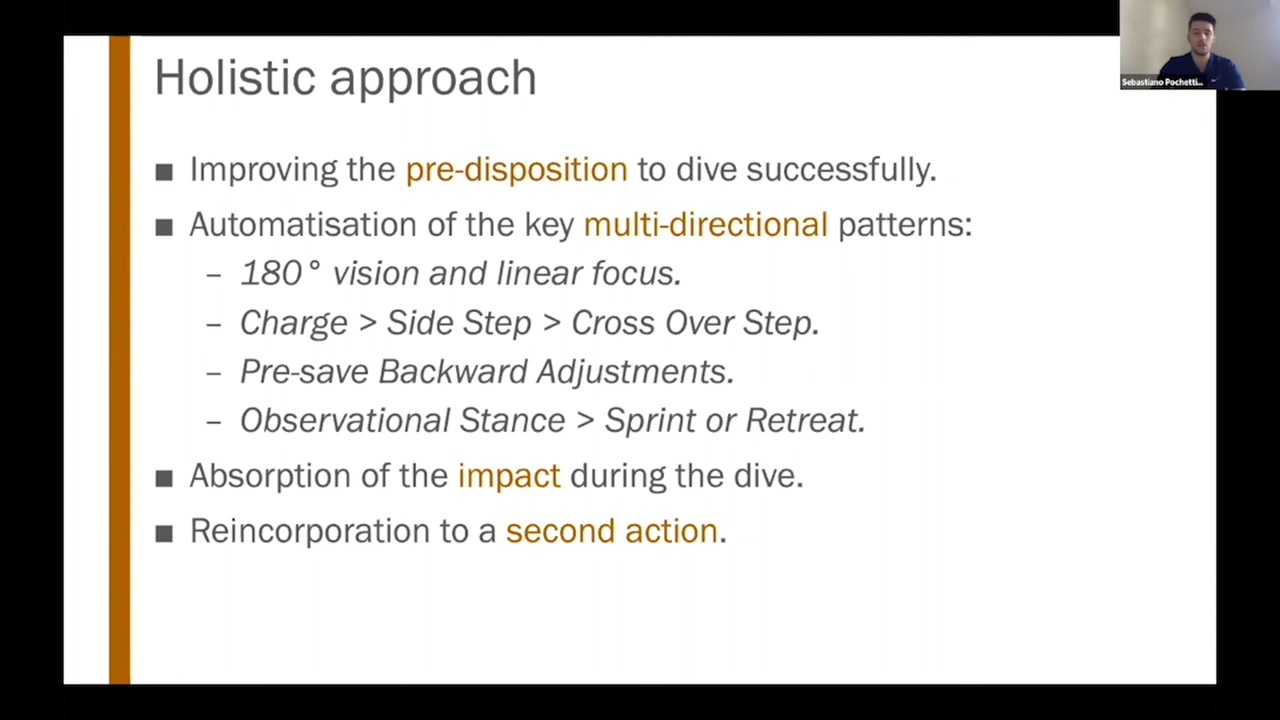 Holistic approach
Sebastiano Pochetti...
■ Improving the pre-disposition to dive successfully.
■ Automatisation of the key multi-directional patterns:
– 180° vision and linear focus.
– Charge > Side Step > Cross Over Step.
– Pre-save Backward Adjustments.
– Observational Stance > Sprint or Retreat.
■ Absorption of the impact during the dive.
■ Reincorporation to a second action.